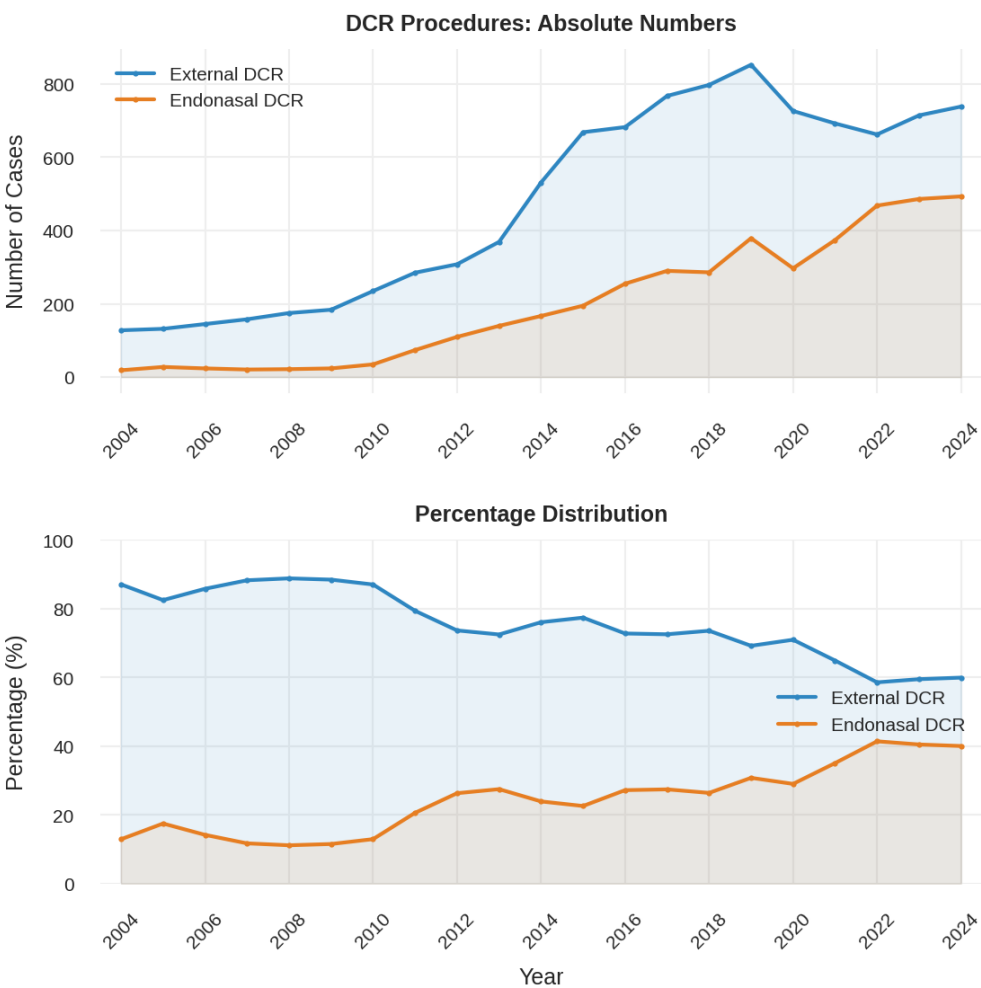 DCR Procedures: Absolute Numbers
External DCR
Endonasal DCR
Number of Cases
800
600
400
200
0
2004 2006 2008 2010 2012 2014 2016 2018 2020 2022 2024
Percentage Distribution
Percentage (%)
100
80
60
40
20
0
External DCR
Endonasal DCR
2004 2006 2008 2010 2012 2014 2016 2018 2020 2022 2024
Year